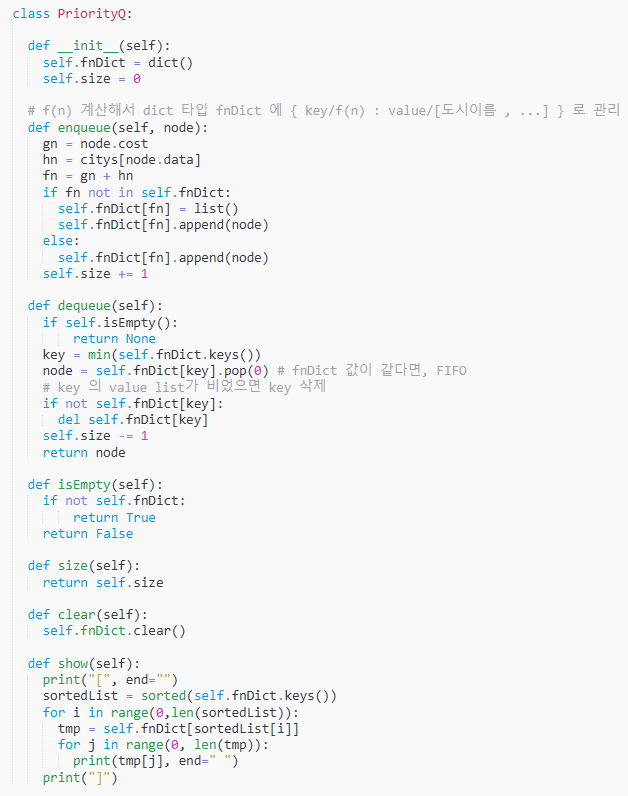 class PriorityQ:
def __init__(self):
self.fnDict = dict()
self.size = 0
# f(n) 계산해서 dict 타입 fnDict 에 { key/f(n) : value/[도시이름 , ...] } 로 관리
def enqueue(self, node):
gn = node.cost
hn = citys[node.data]
fn = gn + hn
if fn not in self.fnDict:
self.fnDict[fn] = list()
self.fnDict[fn].append(node)
else:
self.fnDict[fn].append(node)
self.size += 1
def dequeue(self):
if self.isEmpty():
return None
key = min(self.fnDict.keys())
node = self.fnDict[key].pop(0) # fnDict 값이 같다면, FIFO
# key 의 value list가 비었으면 key 삭제
if not self.fnDict[key]:
del self.fnDict[key]
self.size -= 1
return node
def isEmpty(self):
if not self.fnDict:
return True
return False
def size(self):
return self.size
def clear(self):
self.fnDict.clear()
def show(self):
print("[", end="")
sortedList = sorted(self.fnDict.keys())
for i in range(0,len(sortedList)):
tmp = self.fnDict[sortedList[i]]
for j in range(0, len(tmp)):
print(tmp[j], end=" ")
print("]")